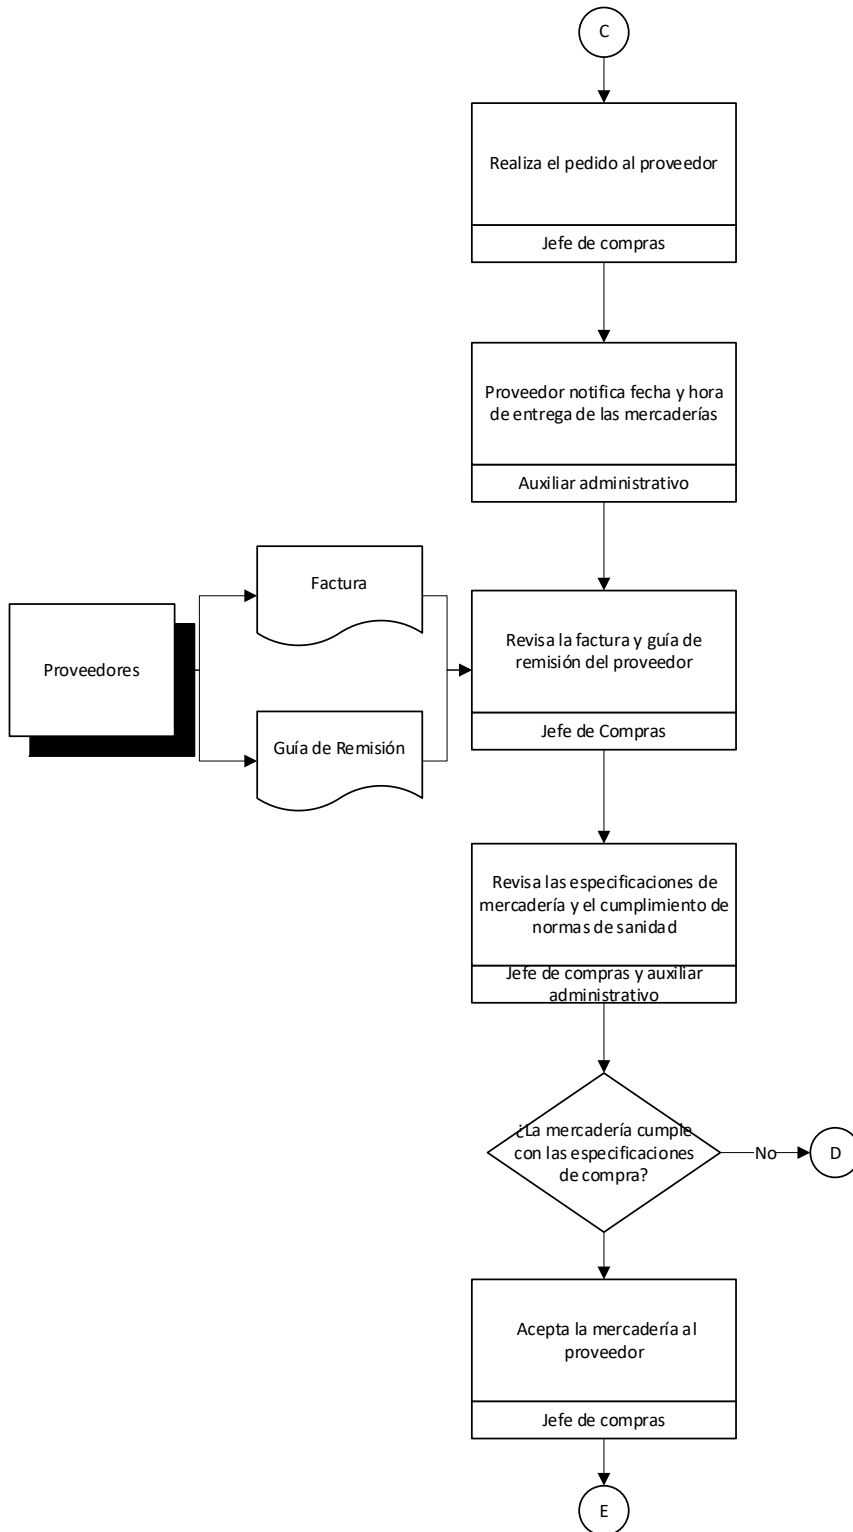 C
Realiza el pedido al proveedor
Jefe de compras
Proveedor notifica fecha y hora
de entrega de las mercaderías
Auxiliar administrativo
Factura
Proveedores
Guía de Remisión
Revisa la factura y guía de
remisión del proveedor
Jefe de Compras
Revisa las especificaciones de
mercadería y el cumplimiento de
normas de sanidad
Jefe de compras y auxiliar
administrativo
¿La mercadería cumple
con las especificaciones
de compra?
No
D
Acepta la mercadería al
proveedor
Jefe de compras
E